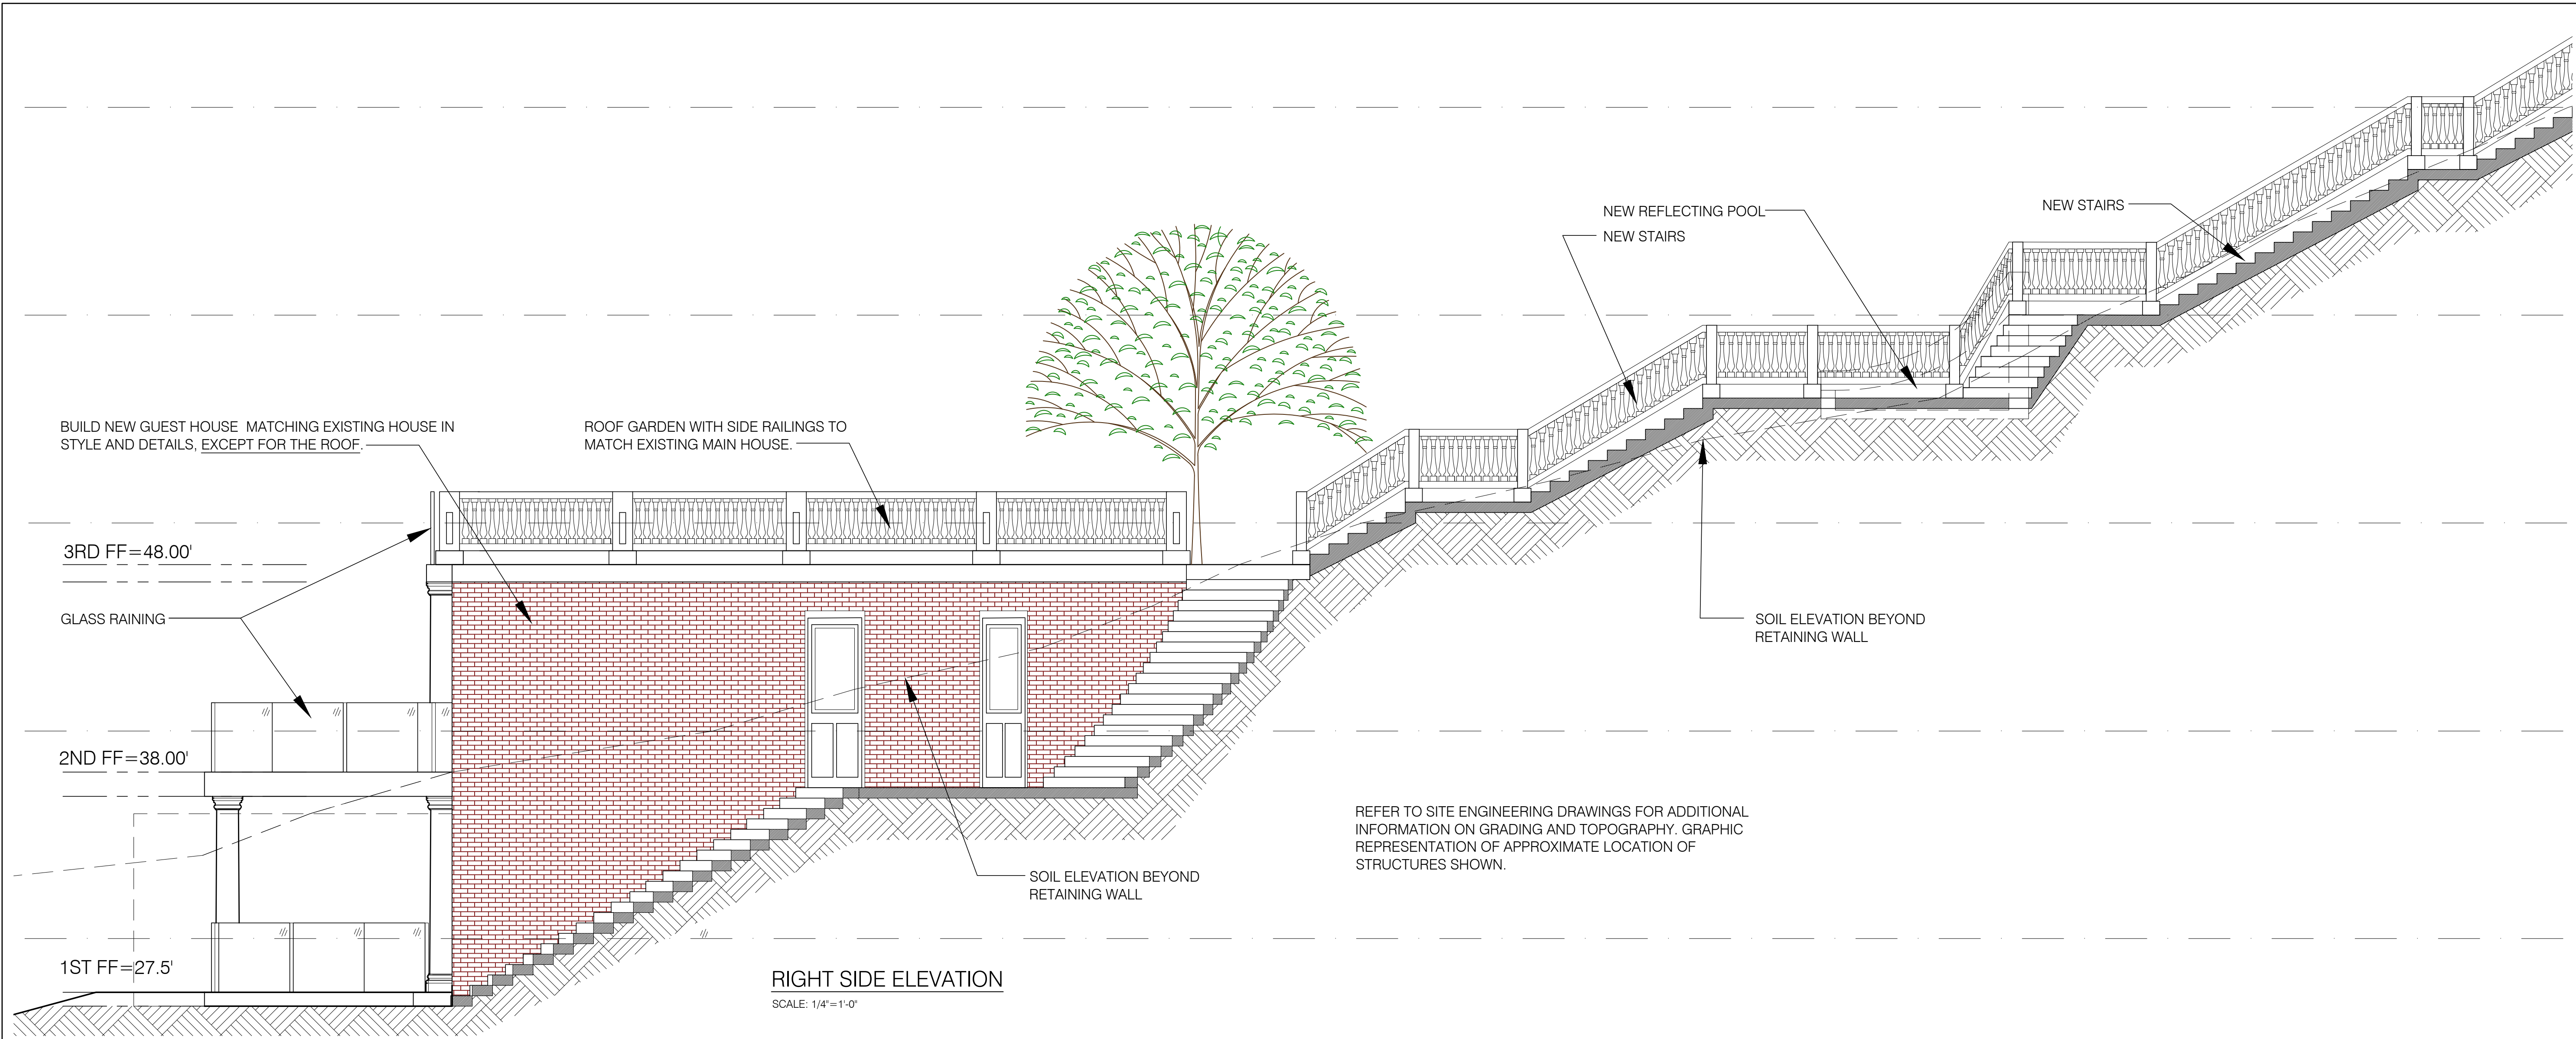 NEW REFLECTING POOL
NEW STAIRS
NEW STAIRS
BUILD NEW GUEST HOUSE  MATCHING EXISTING HOUSE IN
STYLE AND DETAILS, EXCEPT FOR THE ROOF.
ROOF GARDEN WITH SIDE RAILINGS TO
MATCH EXISTING MAIN HOUSE.
3RD FF=48.00'
GLASS RAINING
SOIL ELEVATION BEYOND
RETAINING WALL
2ND FF=38.00'
REFER TO SITE ENGINEERING DRAWINGS FOR ADDITIONAL
INFORMATION ON GRADING AND TOPOGRAPHY. GRAPHIC
REPRESENTATION OF APPROXIMATE LOCATION OF
STRUCTURES SHOWN.
SOIL ELEVATION BEYOND
RETAINING WALL
1ST FF=27.5'
RIGHT SIDE ELEVATION
SCALE: 1/4"=1'-0"